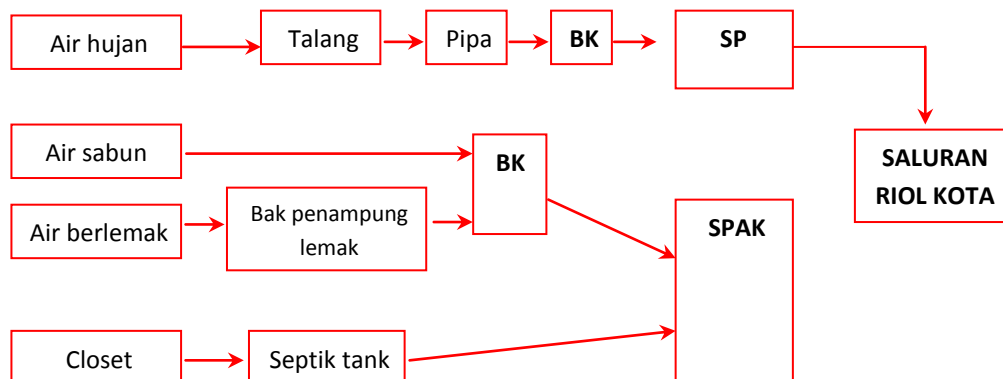 Air hujan
Talang
Pipa
BK
SP
Air sabun
BK
SALURAN
RIOL KOTA
Air berlemak
Bak penampung
lemak
SPAK
Closet
Septik tank